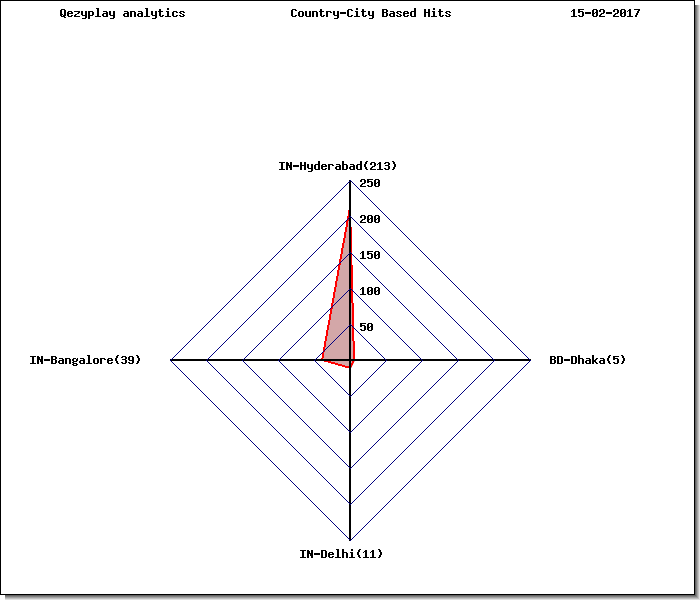 Qezyplay analytics Country-City Based Hits 15-02-2017
IN-Hyderabad(213)
250
200
150
100
50
IN-Bangalore(39) BD-Dhaka(5)
IN-Delhi(11)